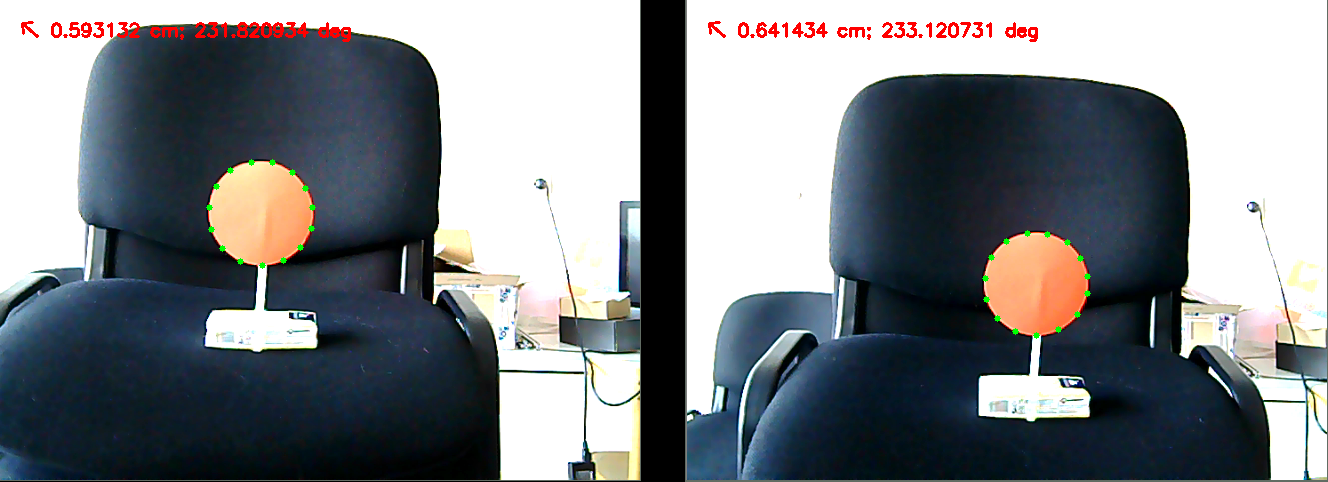 0.593132 cm; 231.820934 deg
0.641434 cm; 233.120731 deg